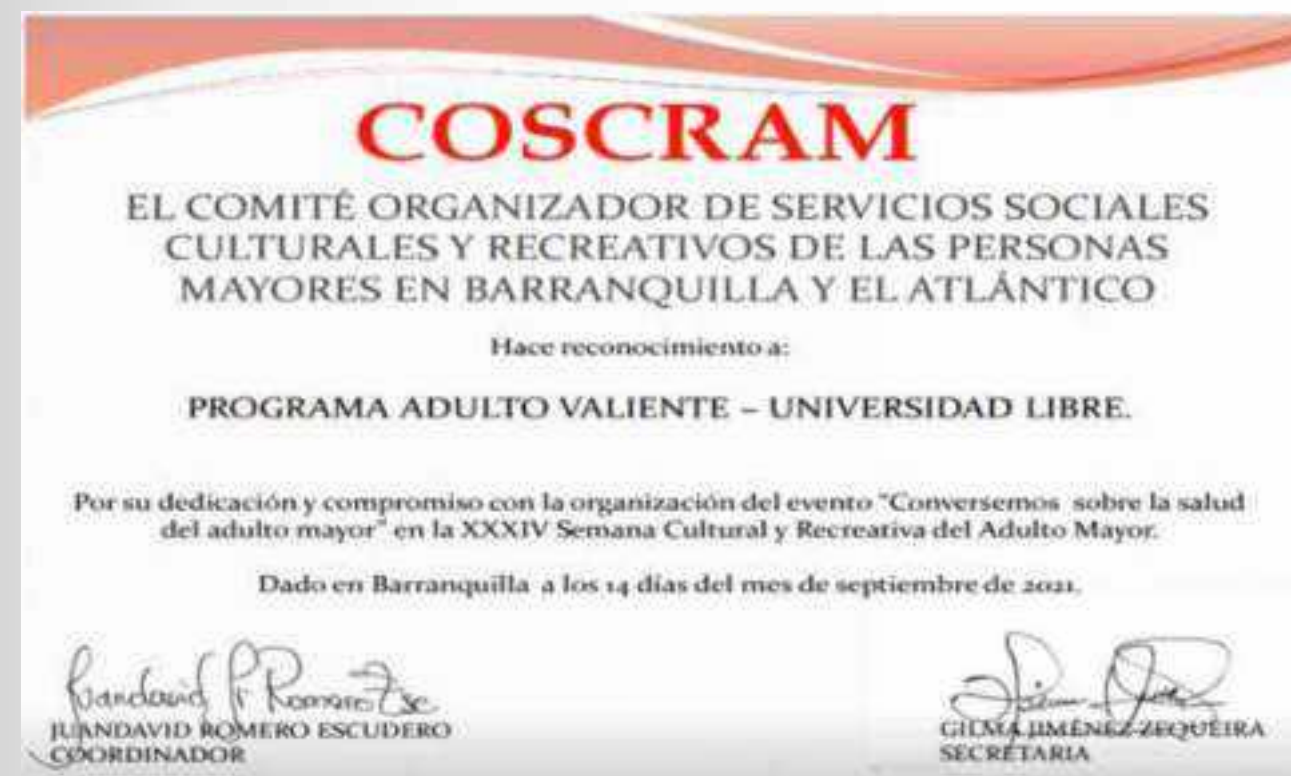 COSCRAM
EL COMITÉ ORGANIZADOR DE SERVICIOS SOCIALES
CULTURALES Y RECREATIVOS DE LAS PERSONAS
MAYORES EN BARRANQUILLA Y EL ATLÁNTICO
Hace reconocimiento a:
PROGRAMA ADULTO VALIENTE – UNIVERSIDAD LIBRE.
Por su dedicación y compromiso con la organización del evento "Conversemos sobre la salud
del adulto mayor" en la XXXIV Semana Cultural y Recreativa del Adulto Mayor.
Dado en Barranquilla a los 14 días del mes de septiembre de 2021.
Juandavid Romero Esc
JUANDAVID ROMERO ESCUDERO
COORDINADOR
GILMA JIMÉNEZ ZEQUEIRA
SECRETARIA